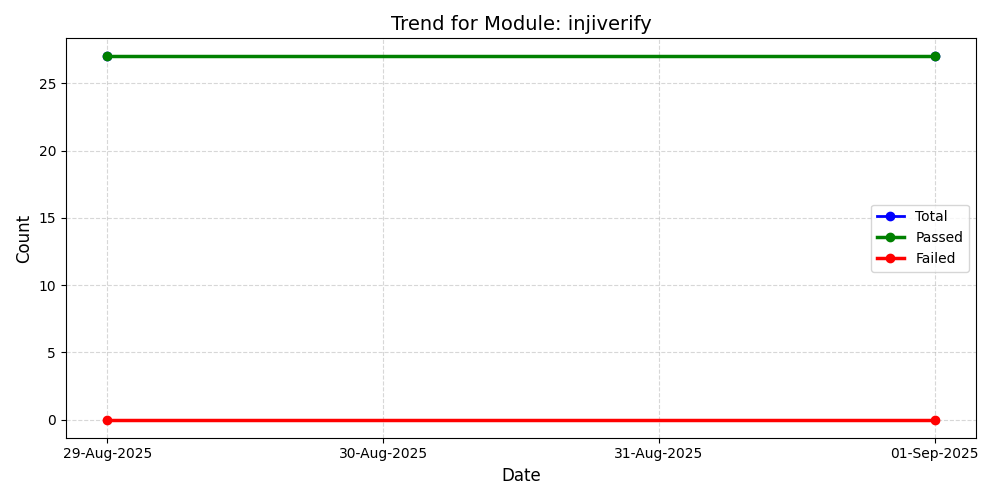 Trend for Module: injiverify
Count
25
20
15
10
5
0
Total
Passed
Failed
29-Aug-2025
30-Aug-2025
31-Aug-2025
01-Sep-2025
Date